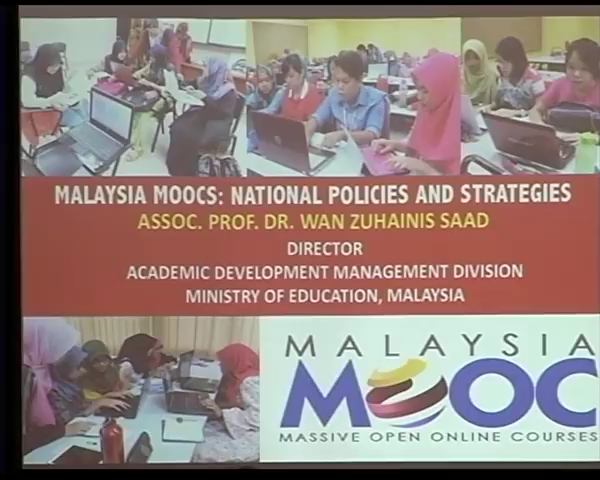 MALAYSIA MOOCS: NATIONAL POLICIES AND STRATEGIES
ASSOC. PROF. DR. WAN ZUHAINIS SAAD
DIRECTOR
ACADEMIC DEVELOPMENT MANAGEMENT DIVISION
MINISTRY OF EDUCATION, MALAYSIA
MALAYSIA
MOOC
MASSIVE OPEN ONLINE COURSES